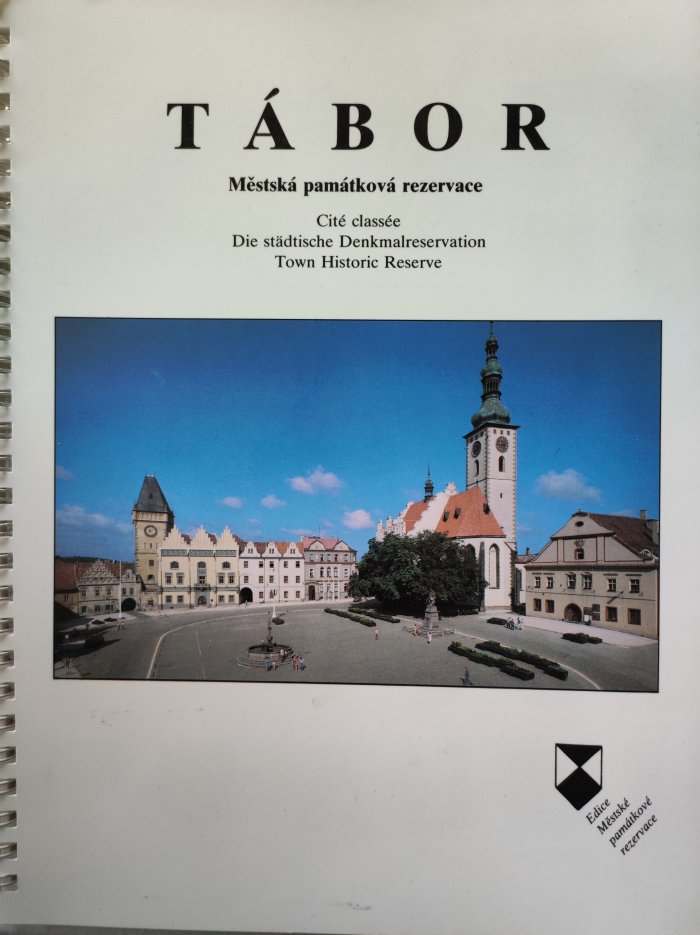 TÁBOR
Městská památková rezervace
Cité classée
Die städtische Denkmalreservation
Town Historic Reserve
Edice
Městské
památkové
rezervace